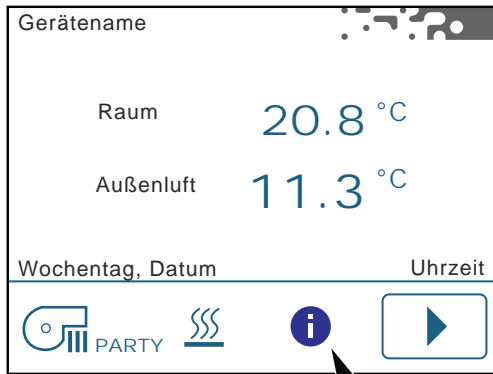 Gerätename
Raum 20.8 °C
Außenluft 11.3 °C
Wochentag, Datum Uhrzeit
PARTY i